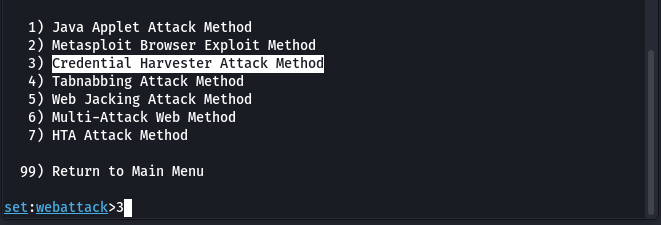 1) Java Applet Attack Method
2) Metasploit Browser Exploit Method
3) Credential Harvester Attack Method
4) Tabnabbing Attack Method
5) Web Jacking Attack Method
6) Multi-Attack Web Method
7) HTA Attack Method
99) Return to Main Menu
set:webattack>3